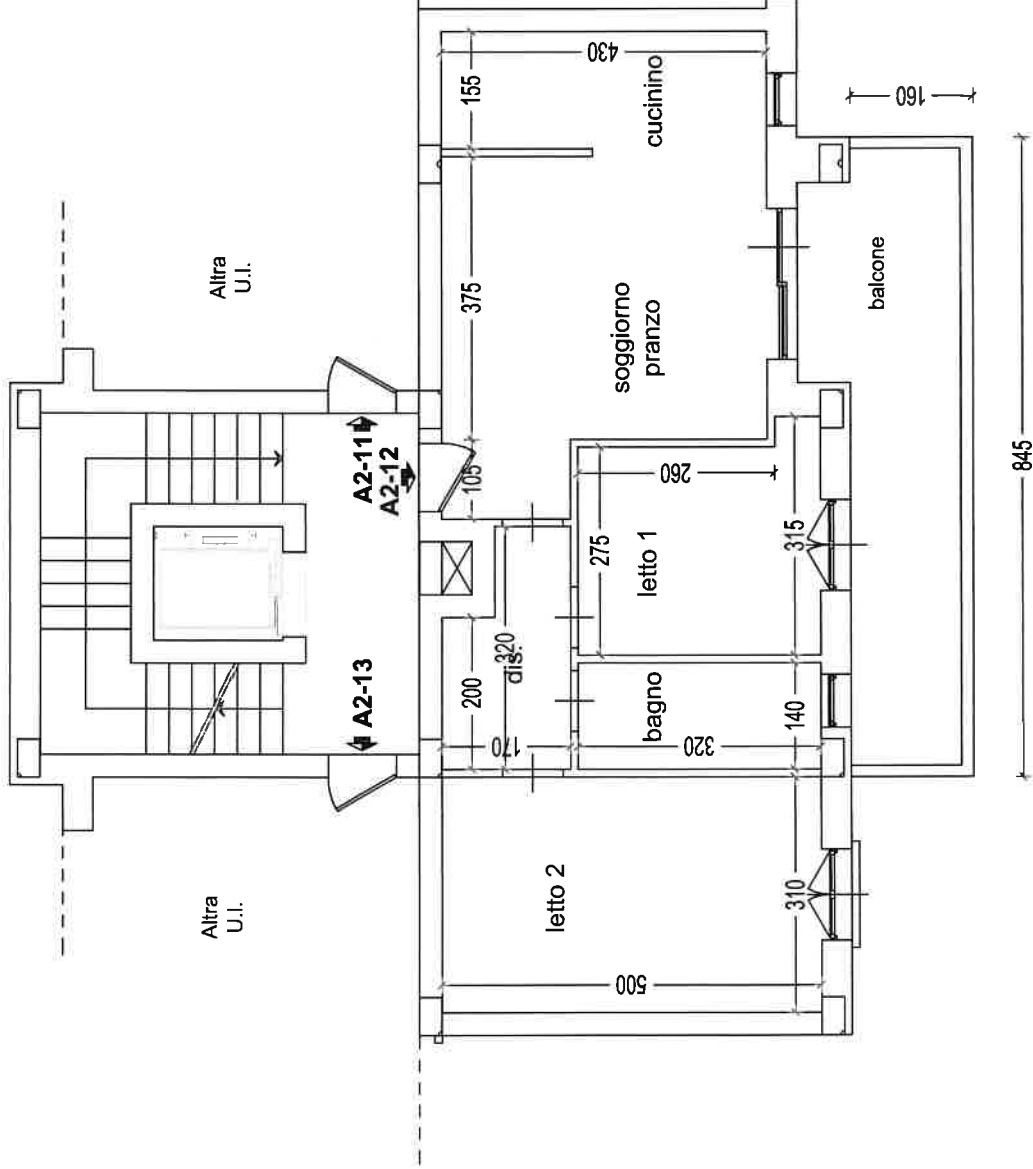 Altra
U.I.
Altra
U.I.
A2-11
A2-12
A2-13
155
430
cucinino
375
soggiorno
pranzo
105
160
balcone
845
275
260
letto 1
315
320
dis.
200
170
bagno
140
320
letto 2
310
500